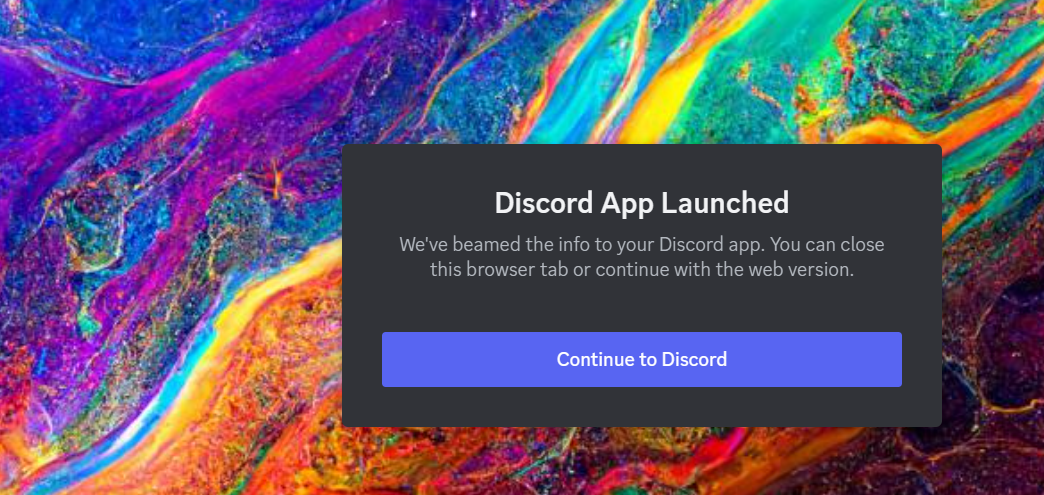 Discord App Launched
We've beamed the info to your Discord app. You can close
this browser tab or continue with the web version.
Continue to Discord